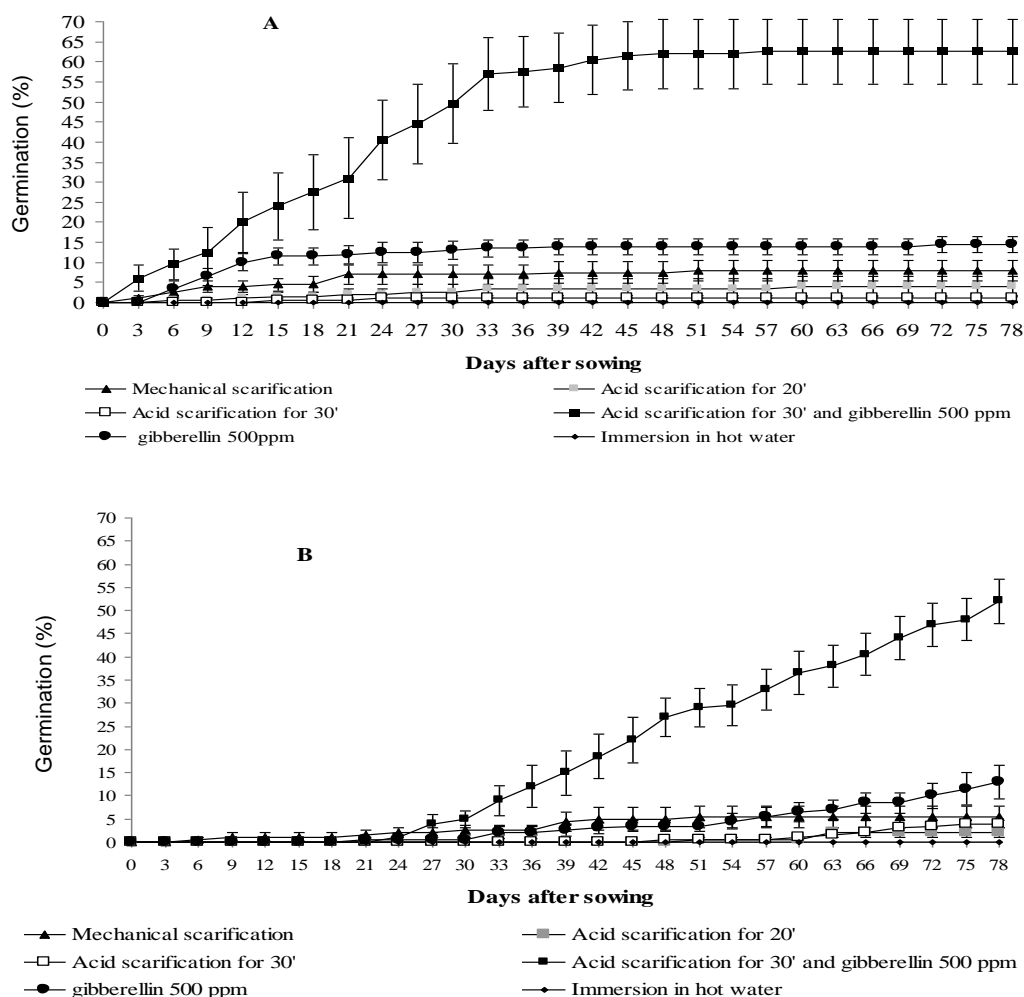 A
70
65
60
55
50
45
40
35
30
25
20
15
10
5
0
Germination (%)
0 3 6 9 12 15 18 21 24 27 30 33 36 39 42 45 48 51 54 57 60 63 66 69 72 75 78
Days after sowing
Mechanical scarification
Acid scarification for 20'
Acid scarification for 30'
Acid scarification for 30' and gibberellin 500 ppm
gibberellin 500ppm
Immersion in hot water
B
70
65
60
55
50
45
40
35
30
25
20
15
10
5
0
Germination (%)
0 3 6 9 12 15 18 21 24 27 30 33 36 39 42 45 48 51 54 57 60 63 66 69 72 75 78
Days after sowing
Mechanical scarification
Acid scarification for 20'
Acid scarification for 30'
Acid scarification for 30' and gibberellin 500 ppm
gibberellin 500 ppm
Immersion in hot water